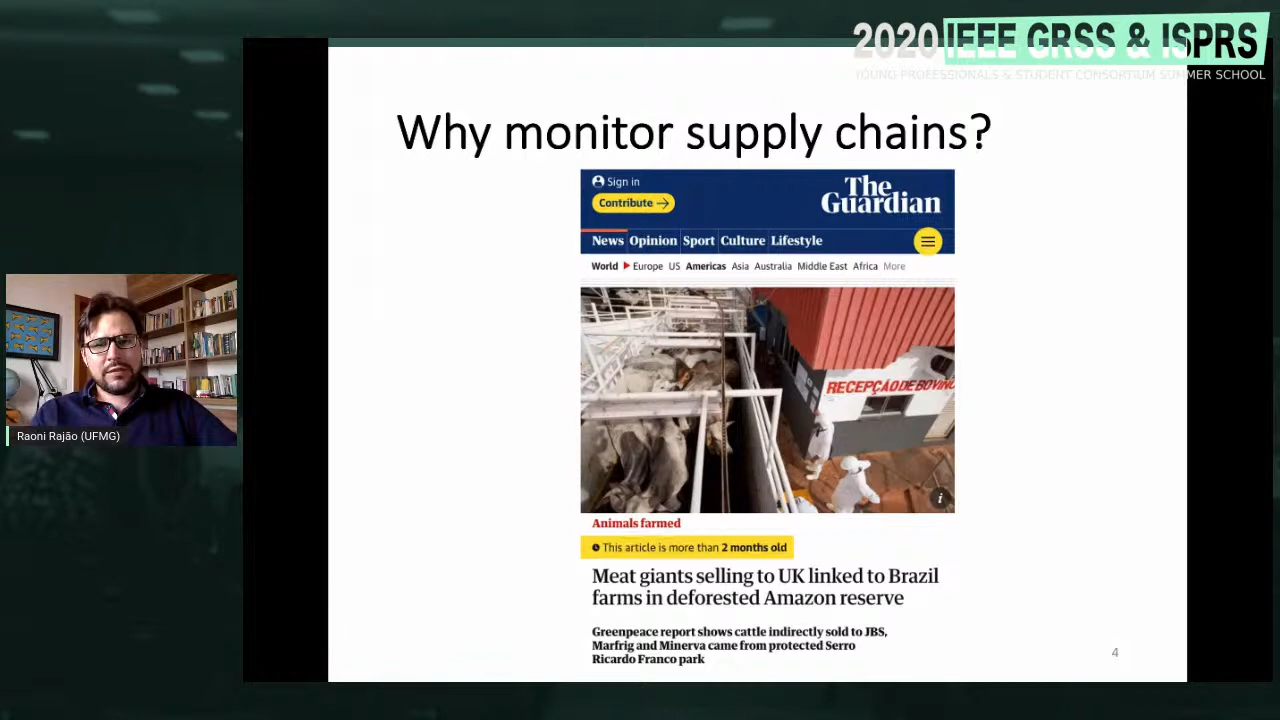 2020 IEEE GRSS & ISPRS
YOUNG PROFESSIONALS & STUDENT CONSORTIUM SUMMER SCHOOL
Why monitor supply chains?
Sign in
Contribute →
The
Guardian
News Opinion Sport Culture Lifestyle
World Europe US Americas Asia Australia Middle East Africa More
RECEPÇÃO DE BOVINO
i
Animals farmed
This article is more than 2 months old
Meat giants selling to UK linked to Brazil
farms in deforested Amazon reserve
Greenpeace report shows cattle indirectly sold to JBS,
Marfrig and Minerva came from protected Serro
Ricardo Franco park
4
Raoni Rajão (UFMG)